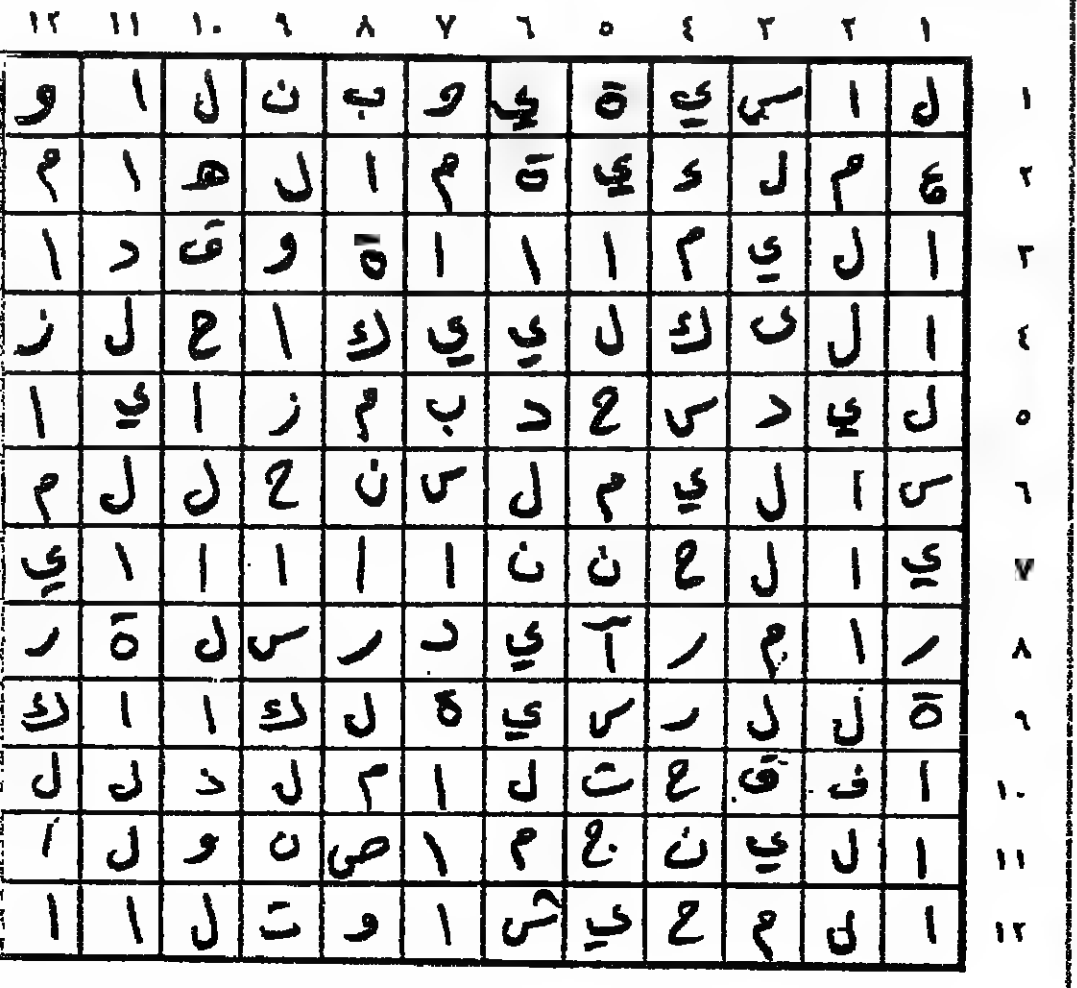 ١ ٢ ٣ ٤ ٥ ٦ ٧ ٨ ٩ ١٠ ١١ ١٢
١ ل ا س ي ة ي و ب ن ل ا و
٢ ع م ل ء ي ة م ا ل ه ا م
٣ ا ل ي م ا ا ا ة و ق د ا
٤ ا ل ى ك ل ي ي ك ا ح ل ز
٥ ل ي د س ح د ب م ز ا ي ا
٦ س ا ل ي م ل س ن ح ل ل م
٧ ي ا ل ح ن ن ا ا ا ا ا ي
٨ ر ا م ر آ ي د ر س ل ة ر
٩ ة ل ل ر س ي ة ل ك ا ا ك
١٠ ا ف ق ح ت ل ا م ل ذ ل ل
١١ ا ل ي ن ج م ا ص ن و ل ا
١٢ ا ل م ح ي س ا و ت ل ا ا